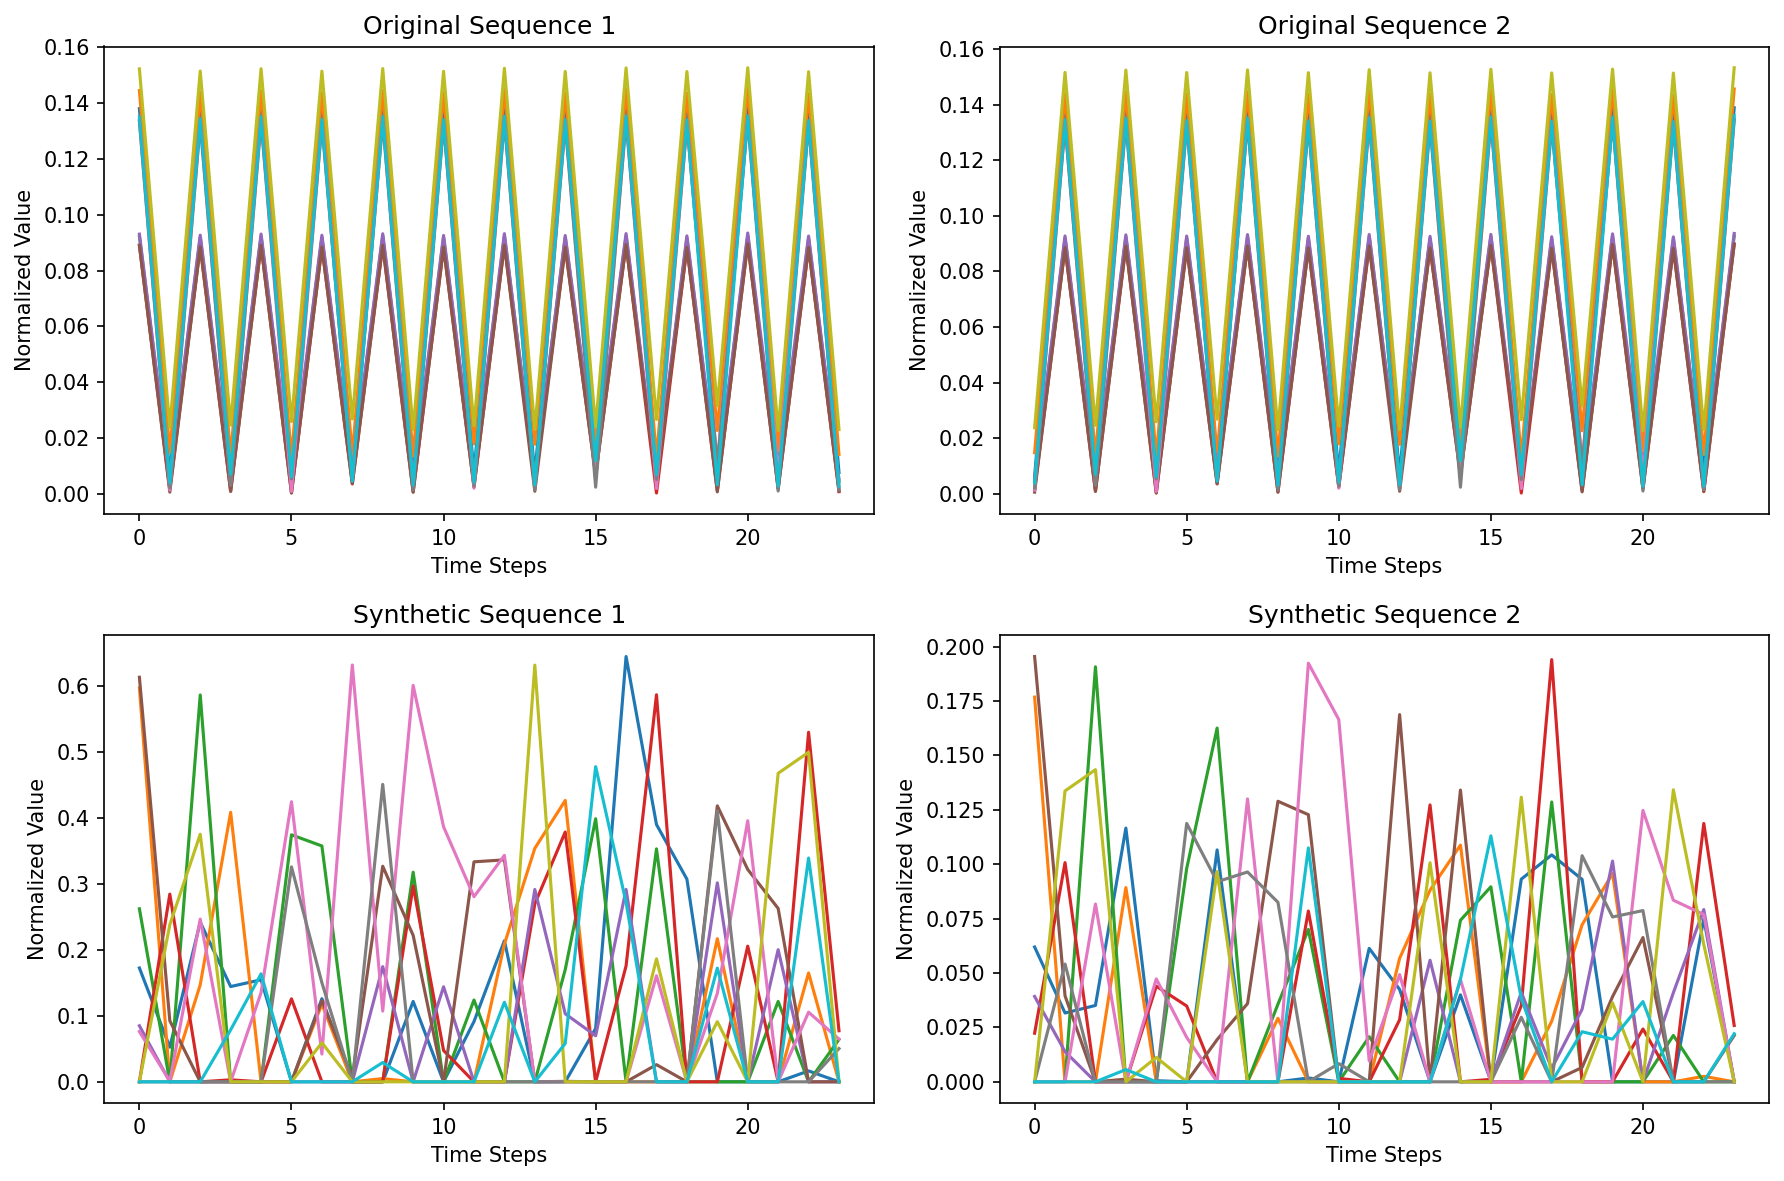 Original Sequence 1
Normalized Value
0.16
0.14
0.12
0.10
0.08
0.06
0.04
0.02
0.00
0 5 10 15 20
Time Steps
Original Sequence 2
Normalized Value
0.16
0.14
0.12
0.10
0.08
0.06
0.04
0.02
0.00
0 5 10 15 20
Time Steps
Synthetic Sequence 1
Normalized Value
0.6
0.5
0.4
0.3
0.2
0.1
0.0
0 5 10 15 20
Time Steps
Synthetic Sequence 2
Normalized Value
0.200
0.175
0.150
0.125
0.100
0.075
0.050
0.025
0.000
0 5 10 15 20
Time Steps